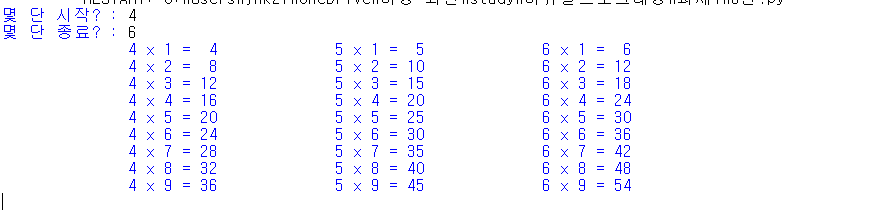 몇 단 시작? : 4
몇 단 종료? : 6
4 x 1 =  4 5 x 1 =  5 6 x 1 =  6
4 x 2 =  8 5 x 2 = 10 6 x 2 = 12
4 x 3 = 12 5 x 3 = 15 6 x 3 = 18
4 x 4 = 16 5 x 4 = 20 6 x 4 = 24
4 x 5 = 20 5 x 5 = 25 6 x 5 = 30
4 x 6 = 24 5 x 6 = 30 6 x 6 = 36
4 x 7 = 28 5 x 7 = 35 6 x 7 = 42
4 x 8 = 32 5 x 8 = 40 6 x 8 = 48
4 x 9 = 36 5 x 9 = 45 6 x 9 = 54